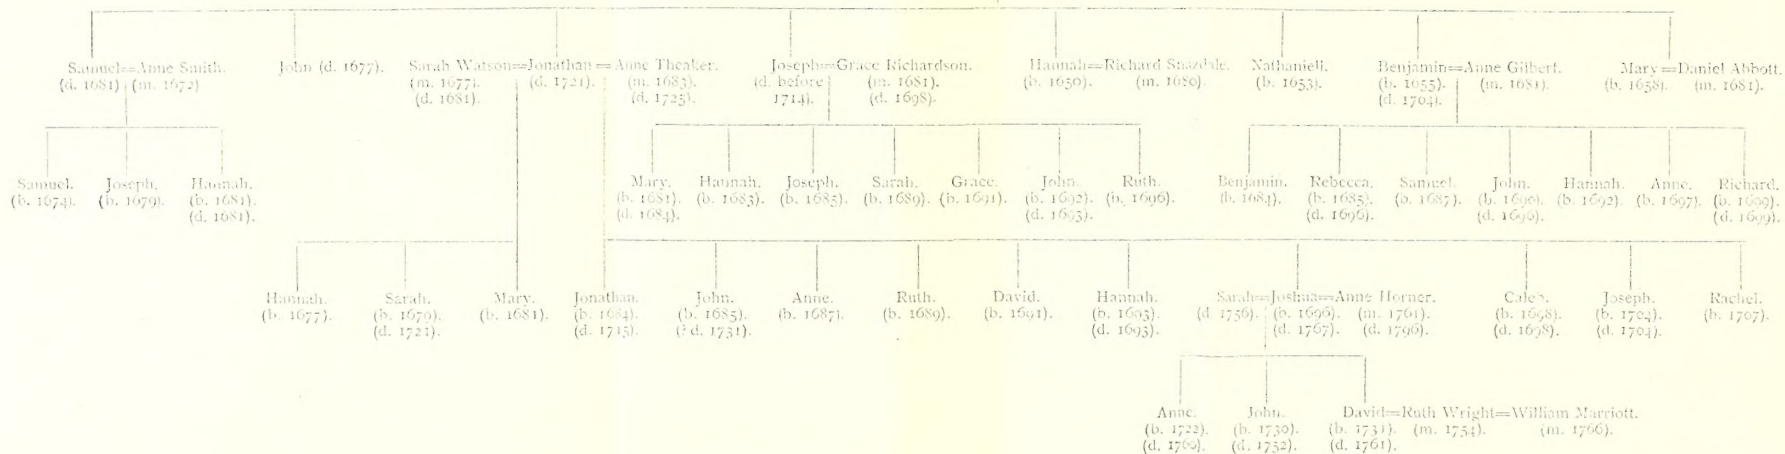 Samuel=Anne Smith. John (d. 1677). Sarah Watson=Jonathan=Anne Theaker. Joseph=Grace Richardson. Hannah=Richard Nathaniell. Benjamin=Anne Gilbert. Mary=Daniel Abbott.
(d. 1681) (m. 1672) (m. 1677) (d. 1721). (m. 1683). (d. before (m. 1681). (b. 1650). (m. 1680). (b. 1653). (b. 1655). (m. 1681). (b. 1658). (m. 1681).
(d. 1681). (d. 1725). 1714). (d. 1698). (d. 1704).
Samuel. Joseph. Hannah. Mary. Hannah. Joseph. Sarah. Grace. John. Ruth. Benjamin. Rebecca. Samuel. John. Hannah. Anne. Richard.
(b. 1674). (b. 1679). (b. 1681). (b. 1681). (b. 1683). (b. 1685). (b. 1689). (b. 1691). (b. 1692). (b. 1696). (b. 1684). (b. 1685). (b. 1687). (b. 1690). (b. 1692). (b. 1697). (b. 1699).
(d. 1681). (d. 1684). (d. 1693). (d. 1696). (d. 1696). (d. 1699).
Hannah. Sarah. Mary. Jonathan. John. Anne. Ruth. David. Hannah. Sarah=Joshua=Anne Horner. Caleb. Joseph. Rachel.
(b. 1677). (b. 1679). (b. 1681). (b. 1684). (b. 1685). (b. 1687). (b. 1689). (b. 1691). (b. 1693). (d. 1756). (b. 1696). (m. 1761). (b. 1698). (b. 1704). (b. 1707).
(d. 1721). (d. 1715). (? d. 1731). (d. 1693). (d. 1767). (d. 1796). (d. 1698). (d. 1704).
Anne. John. David=Ruth Wright=William Marriott.
(b. 1722). (b. 1730). (b. 1731). (m. 1754). (m. 1766).
(d. 1760). (d. 1752). (d. 1761).